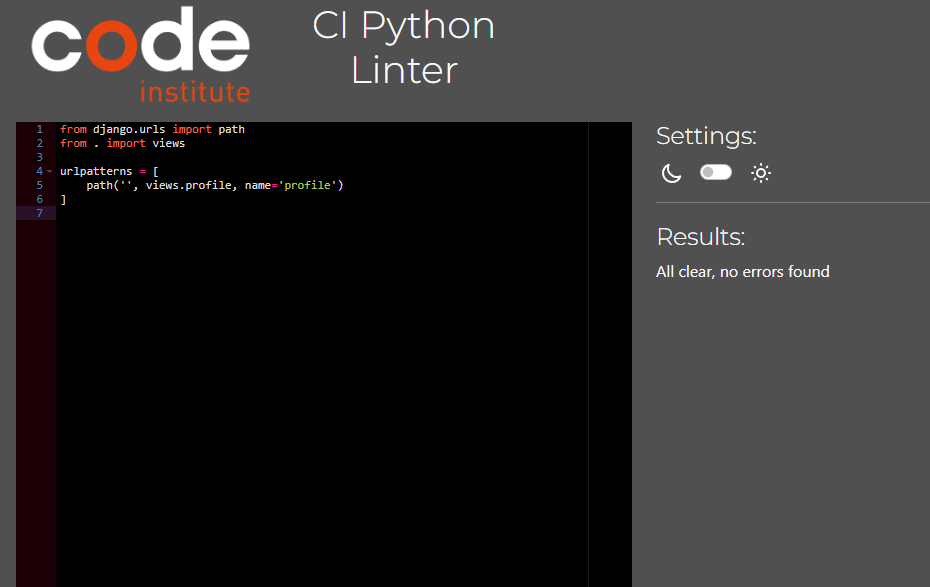 code
institute
CI Python
Linter
1 from django.urls import path
2 from . import views
3
4 urlpatterns = [
5     path('', views.profile, name='profile')
6 ]
7
Settings:
Results:
All clear, no errors found